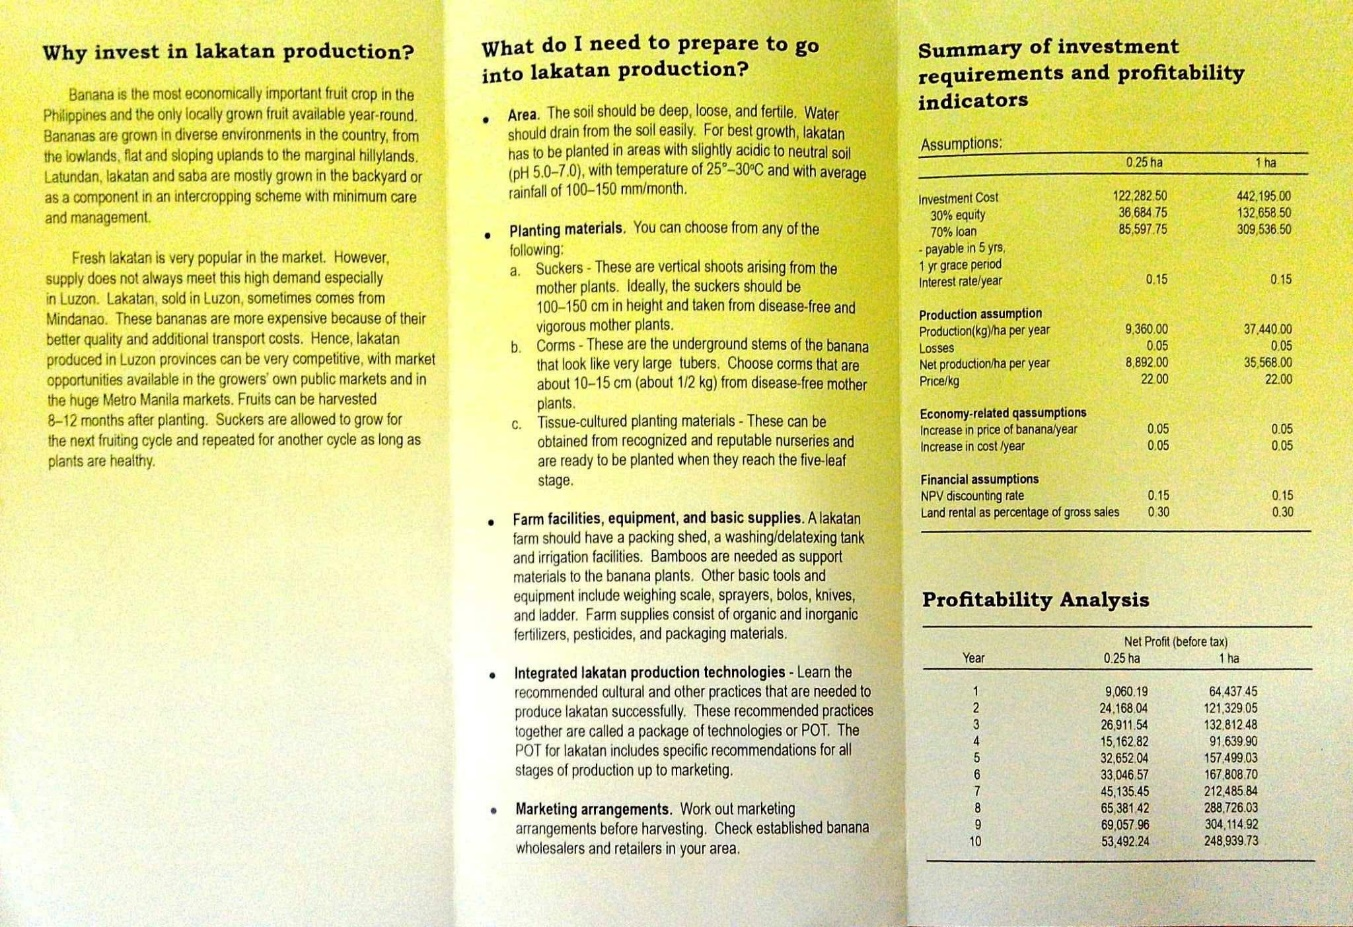 Why invest in lakatan production?
Banana is the most economically important fruit crop in the
Philippines and the only locally grown fruit available year-round.
Bananas are grown in diverse environments in the country, from
the lowlands, flat and sloping uplands to the marginal hillylands.
Latundan, lakatan and saba are mostly grown in the backyard or
as a component in an intercropping scheme with minimum care
and management.
Fresh lakatan is very popular in the market. However,
supply does not always meet this high demand especially
in Luzon. Lakatan, sold in Luzon, sometimes comes from
Mindanao. These bananas are more expensive because of their
better quality and additional transport costs. Hence, lakatan
produced in Luzon provinces can be very competitive, with market
opportunities available in the growers' own public markets and in
the huge Metro Manila markets. Fruits can be harvested
8–12 months after planting. Suckers are allowed to grow for
the next fruiting cycle and repeated for another cycle as long as
plants are healthy.
What do I need to prepare to go
into lakatan production?
• Area. The soil should be deep, loose, and fertile. Water
should drain from the soil easily. For best growth, lakatan
has to be planted in areas with slightly acidic to neutral soil
(pH 5.0–7.0), with temperature of 25°–30°C and with average
rainfall of 100–150 mm/month.
• Planting materials. You can choose from any of the
following:
a. Suckers - These are vertical shoots arising from the
mother plants. Ideally, the suckers should be
100–150 cm in height and taken from disease-free and
vigorous mother plants.
b. Corms - These are the underground stems of the banana
that look like very large tubers. Choose corms that are
about 10–15 cm (about 1/2 kg) from disease-free mother
plants.
c. Tissue-cultured planting materials - These can be
obtained from recognized and reputable nurseries and
are ready to be planted when they reach the five-leaf
stage.
• Farm facilities, equipment, and basic supplies. A lakatan
farm should have a packing shed, a washing/delatexing tank
and irrigation facilities. Bamboos are needed as support
materials to the banana plants. Other basic tools and
equipment include weighing scale, sprayers, bolos, knives,
and ladder. Farm supplies consist of organic and inorganic
fertilizers, pesticides, and packaging materials.
• Integrated lakatan production technologies - Learn the
recommended cultural and other practices that are needed to
produce lakatan successfully. These recommended practices
together are called a package of technologies or POT. The
POT for lakatan includes specific recommendations for all
stages of production up to marketing.
• Marketing arrangements. Work out marketing
arrangements before harvesting. Check established banana
wholesalers and retailers in your area.
Summary of investment
requirements and profitability
indicators
Assumptions:
0.25 ha 1 ha
Investment Cost 122,282.50 442,195.00
30% equity 36,684.75 132,658.50
70% loan 85,597.75 309,536.50
- payable in 5 yrs,
1 yr grace period
Interest rate/year 0.15 0.15
Production assumption
Production(kg)/ha per year 9,360.00 37,440.00
Losses 0.05 0.05
Net production/ha per year 8,892.00 35,568.00
Price/kg 22.00 22.00
Economy-related qassumptions
Increase in price of banana/year 0.05 0.05
Increase in cost /year 0.05 0.05
Financial assumptions
NPV discounting rate 0.15 0.15
Land rental as percentage of gross sales 0.30 0.30
Profitability Analysis
Net Profit (before tax)
Year 0.25 ha 1 ha
1 9,060.19 64,437.45
2 24,168.04 121,329.05
3 26,911.54 132,812.48
4 15,162.82 91,639.90
5 32,652.04 157,499.03
6 33,046.57 167,808.70
7 45,135.45 212,485.84
8 65,381.42 288,726.03
9 69,057.96 304,114.92
10 53,492.24 248,939.73